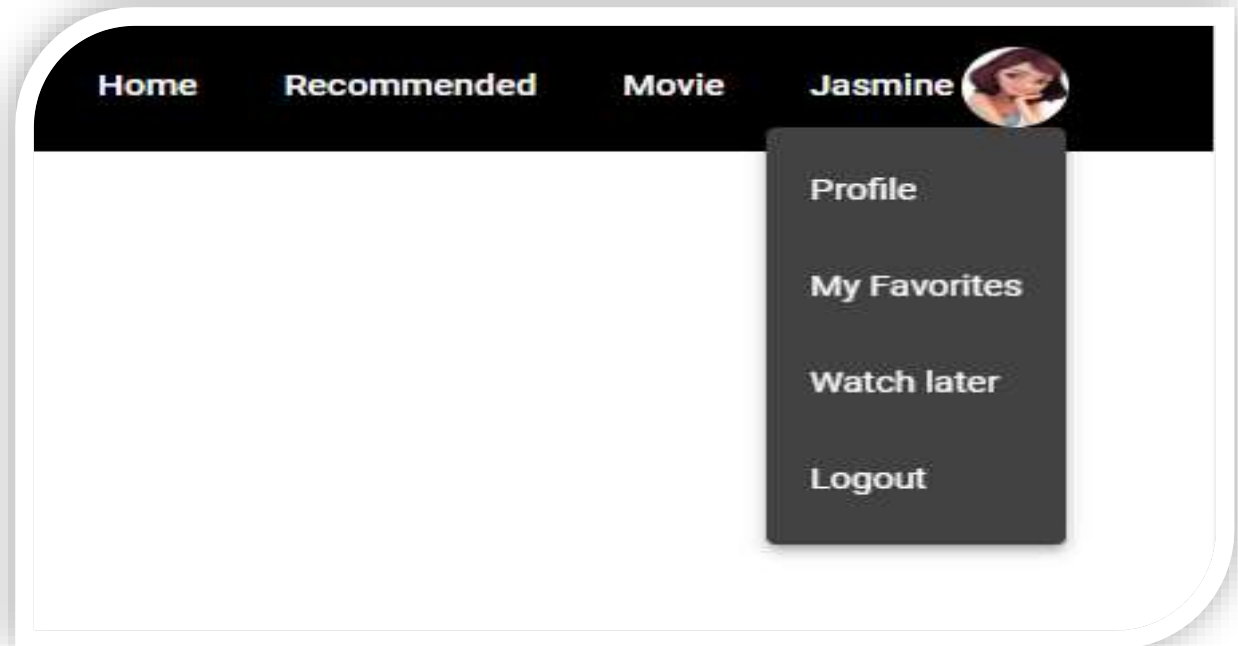 Home Recommended Movie Jasmine
Profile
My Favorites
Watch later
Logout